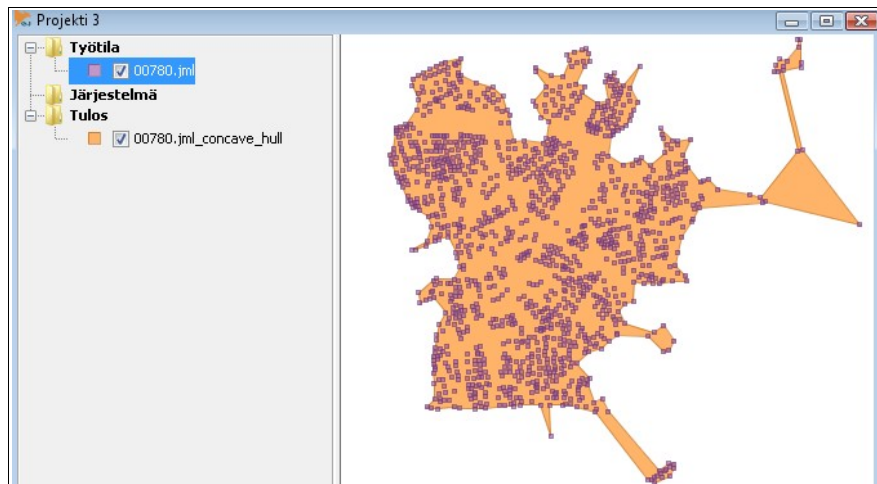 Projekti 3
Työtila
00780.jml
Järjestelmä
Tulos
00780.jml_concave_hull